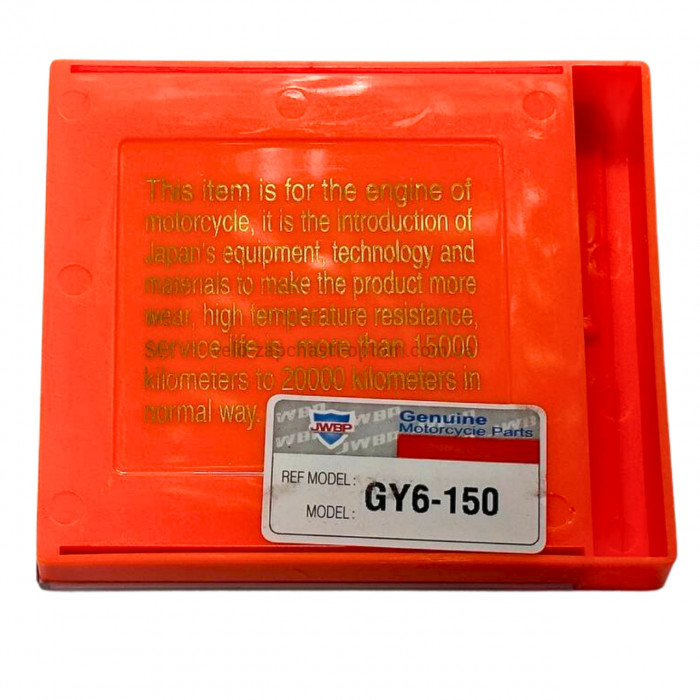 This item is for the engine of
motorcycle, it is the introduction of
Japan's equipment, technology and
materials to make the product more
wear, high temperature resistance,
service life is more than 15000
kilometers to 20000 kilometers in
normal way.
JWBP
Genuine
Motorcycle Parts
REF MODEL:
MODEL: GY6-150